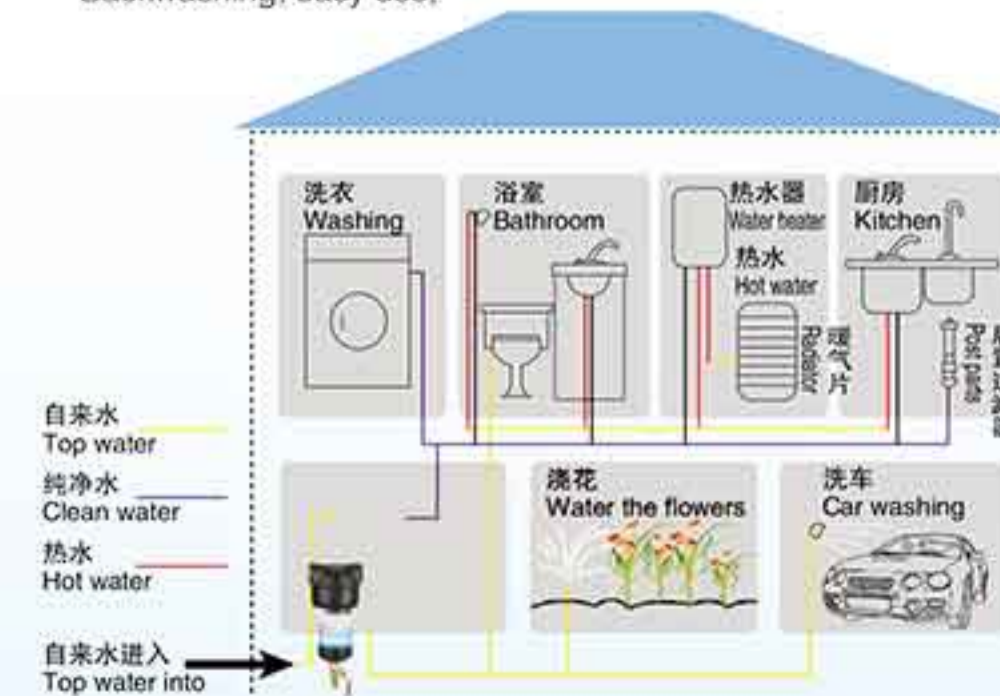 洗衣
Washing
浴室
Bathroom
热水器
Water heater
热水
Hot water
暖气片
Radiator
厨房
Kitchen
Post parts
自来水
Top water
纯净水
Clean water
热水
Hot water
浇花
Water the flowers
洗车
Car washing
自来水进入
Top water into